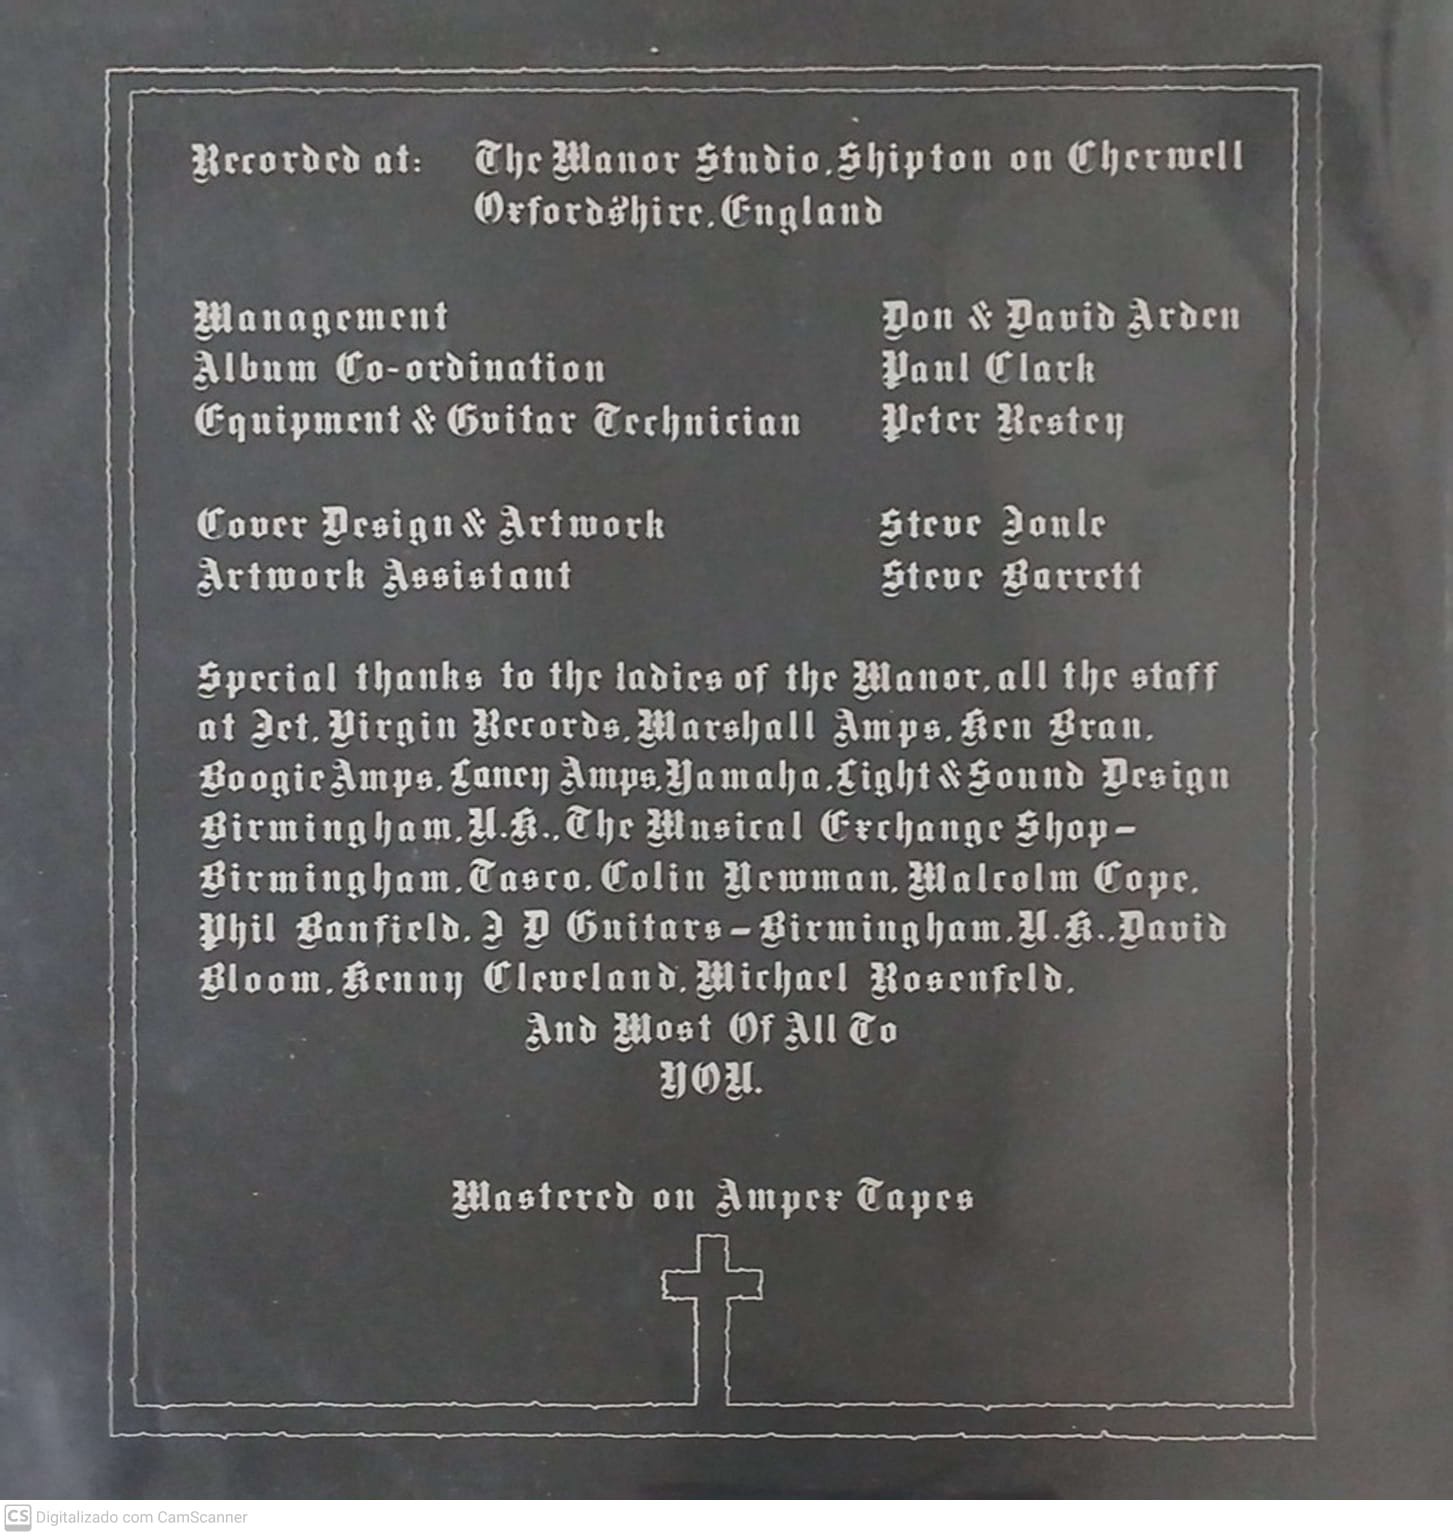 Recorded at: The Manor Studio, Shipton on Cherwell
Oxfordshire, England
Management Don & David Arden
Album Co-ordination Paul Clark
Equipment & Guitar Technician Peter Restey
Cover Design & Artwork Steve Joule
Artwork Assistant Steve Barrett
Special thanks to the ladies of the Manor, all the staff
at Jet, Virgin Records, Marshall Amps, Ken Bran,
Boogie Amps, Laney Amps, Yamaha, Light & Sound Design
Birmingham, U.K., The Musical Exchange Shop-
Birmingham, Tasco, Colin Newman, Malcolm Cope,
Phil Banfield, J D Guitars - Birmingham, U.K., David
Bloom, Kenny Cleveland, Michael Rosenfeld,
And Most Of All To
YOU.
Mastered on Ampex Tapes
CS Digitalizado com CamScanner